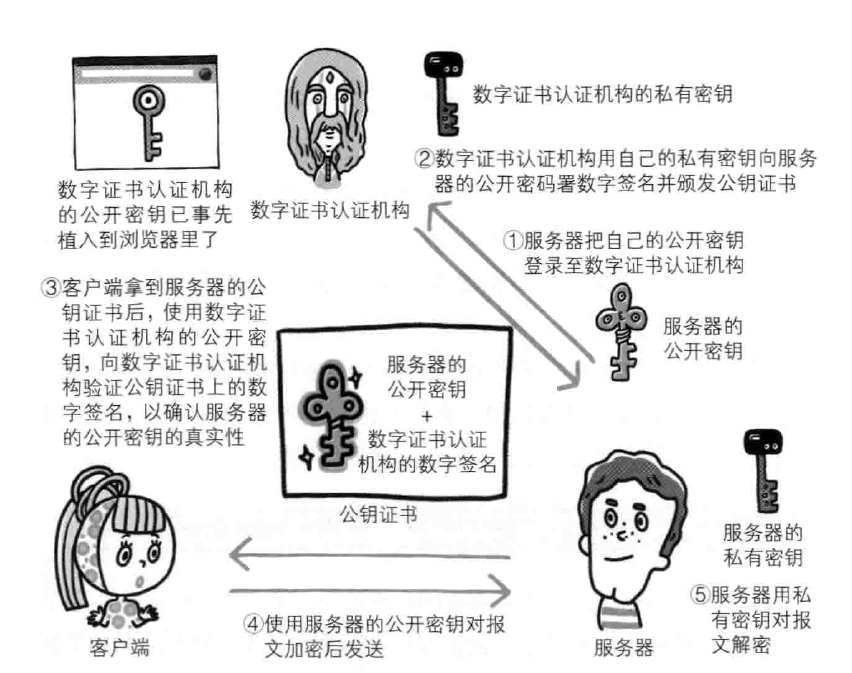 数字证书认证机构的私有密钥
②数字证书认证机构用自己的私有密钥向服务
器的公开密码署数字签名并颁发公钥证书
数字证书认证机构
的公开密钥已事先
植入到浏览器里了
数字证书认证机构
①服务器把自己的公开密钥
登录至数字证书认证机构
③客户端拿到服务器的公
钥证书后，使用数字证
书认证机构的公开密
钥，向数字证书认证机
构验证公钥证书上的数
字签名，以确认服务器
的公开密钥的真实性
服务器的
公开密钥
服务器的
公开密钥
+
数字证书认证
机构的数字签名
公钥证书
服务器的
私有密钥
④使用服务器的公开密钥对报
文加密后发送
⑤服务器用私
有密钥对报
文解密
客户端
服务器